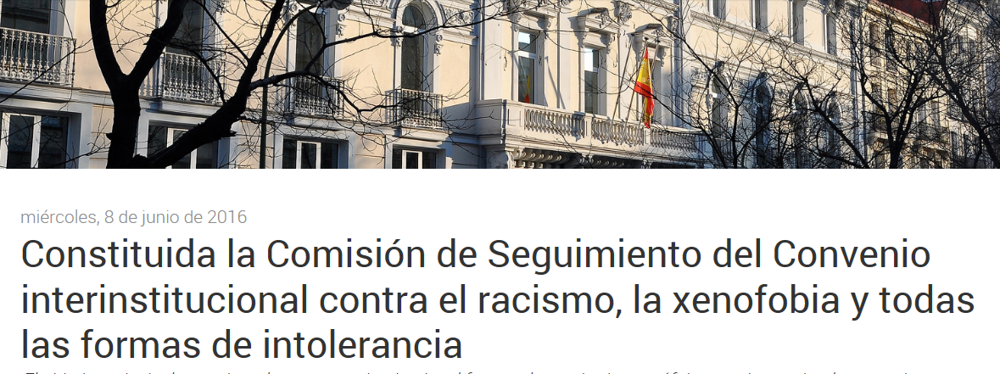 miércoles, 8 de junio de 2016
Constituida la Comisión de Seguimiento del Convenio
interinstitucional contra el racismo, la xenofobia y todas
las formas de intolerancia